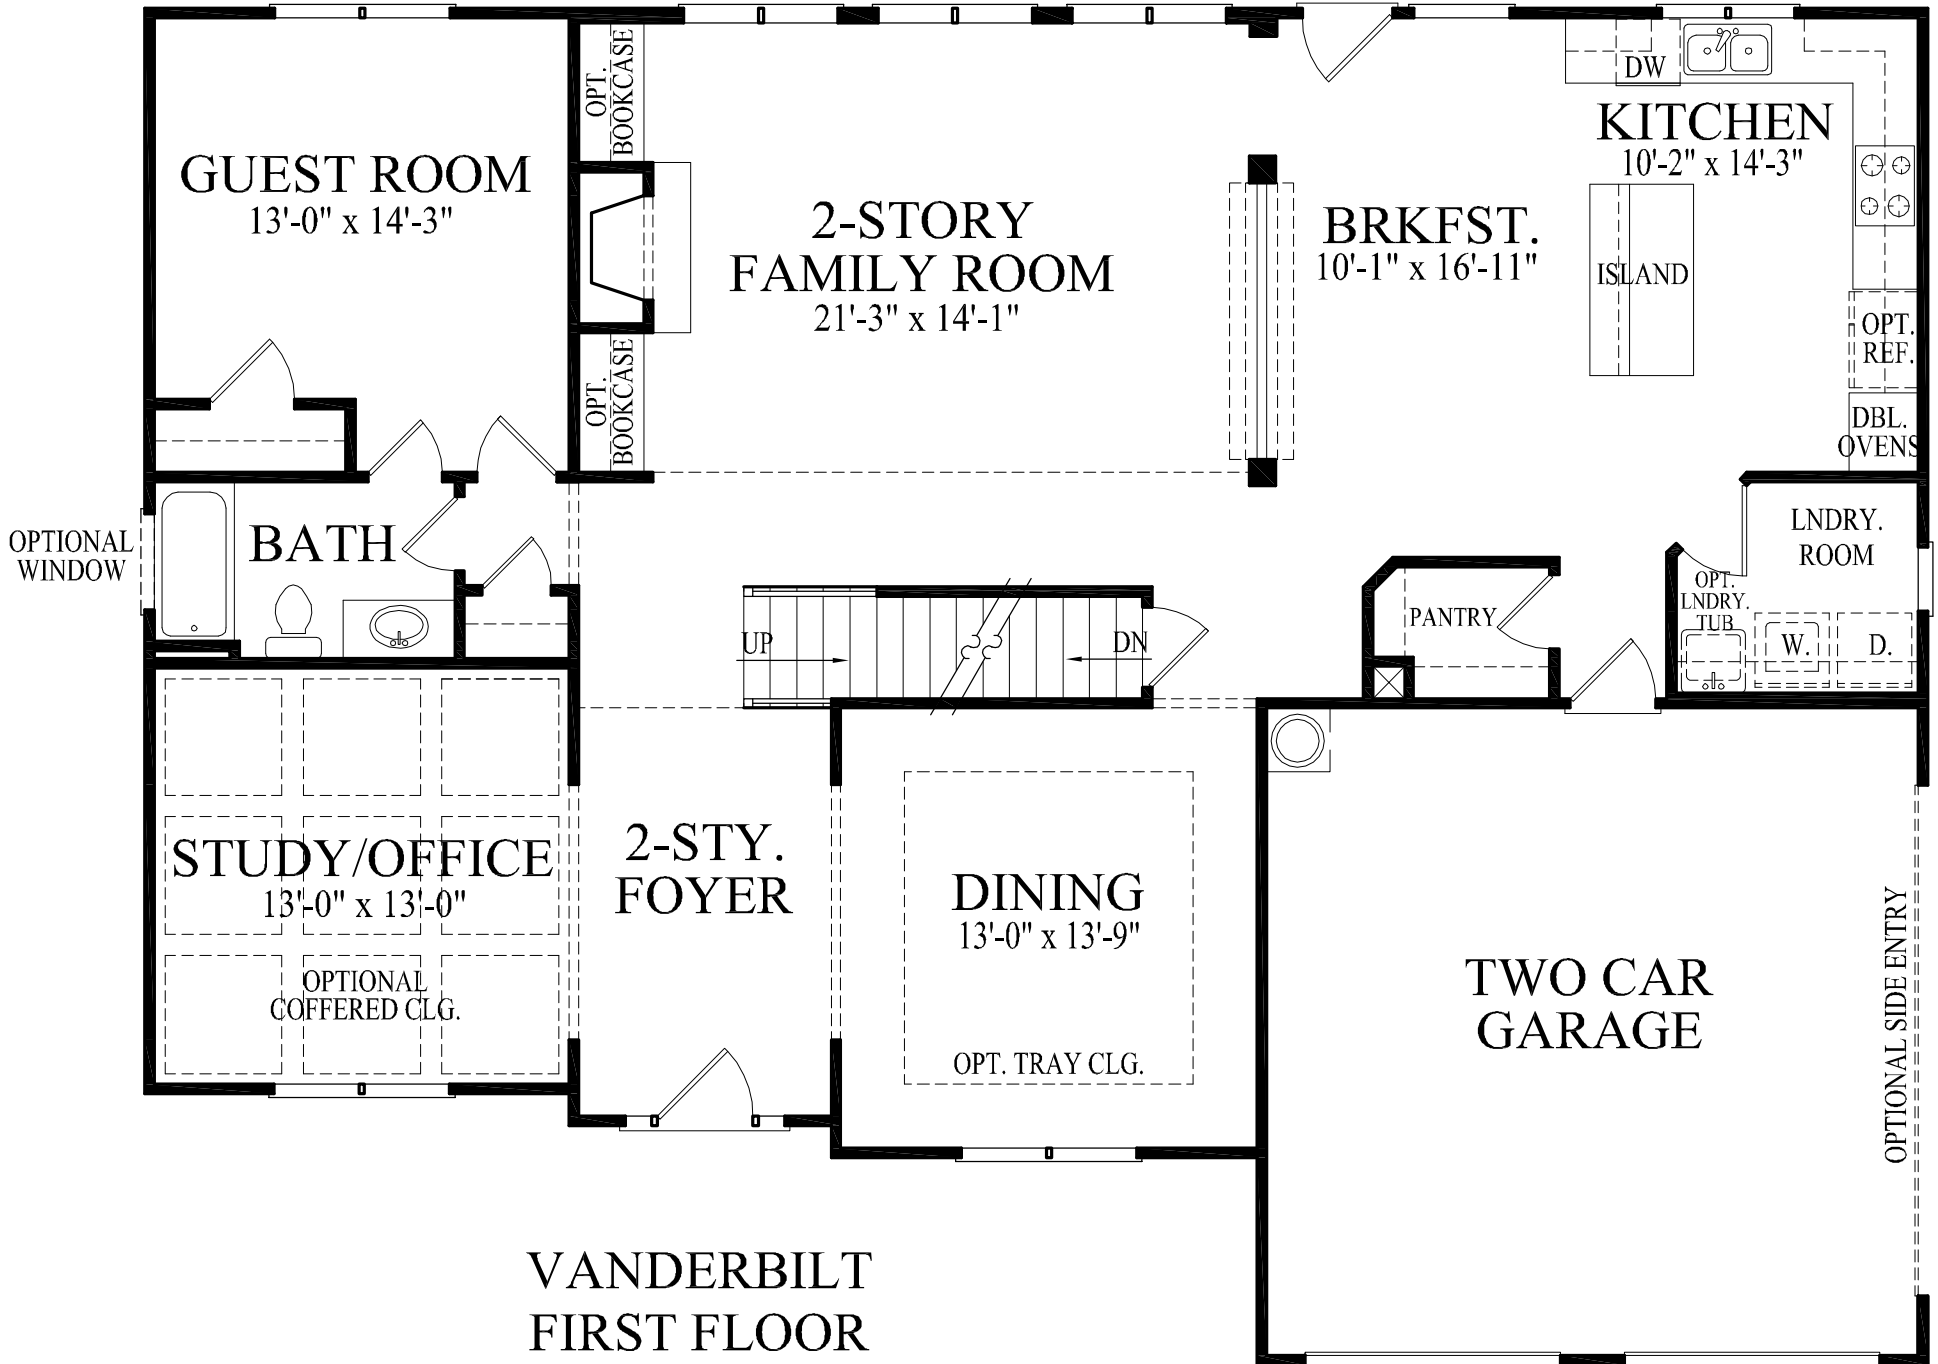 GUEST ROOM
13'-0" x 14'-3"
OPT.
BOOKCASE
2-STORY
FAMILY ROOM
21'-3" x 14'-1"
OPT.
BOOKCASE
BRKFST.
10'-1" x 16'-11"
DW
KITCHEN
10'-2" x 14'-3"
ISLAND
OPT.
REF.
DBL.
OVENS
OPTIONAL
WINDOW
BATH
UP
DN
PANTRY
LNDRY.
ROOM
OPT.
LNDRY.
TUB
W.
D.
STUDY/OFFICE
13'-0" x 13'-0"
OPTIONAL
COFFERED CLG.
2-STY.
FOYER
DINING
13'-0" x 13'-9"
OPT. TRAY CLG.
TWO CAR
GARAGE
OPTIONAL SIDE ENTRY
VANDERBILT
FIRST FLOOR